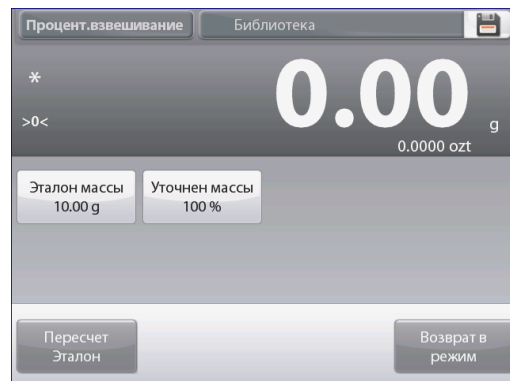 Процент.взвешивание Библиотека
*
0.00 g
>0<
0.0000 ozt
Эталон массы
10.00 g
Уточнен массы
100 %
Пересчет
Эталон
Возврат в
режим